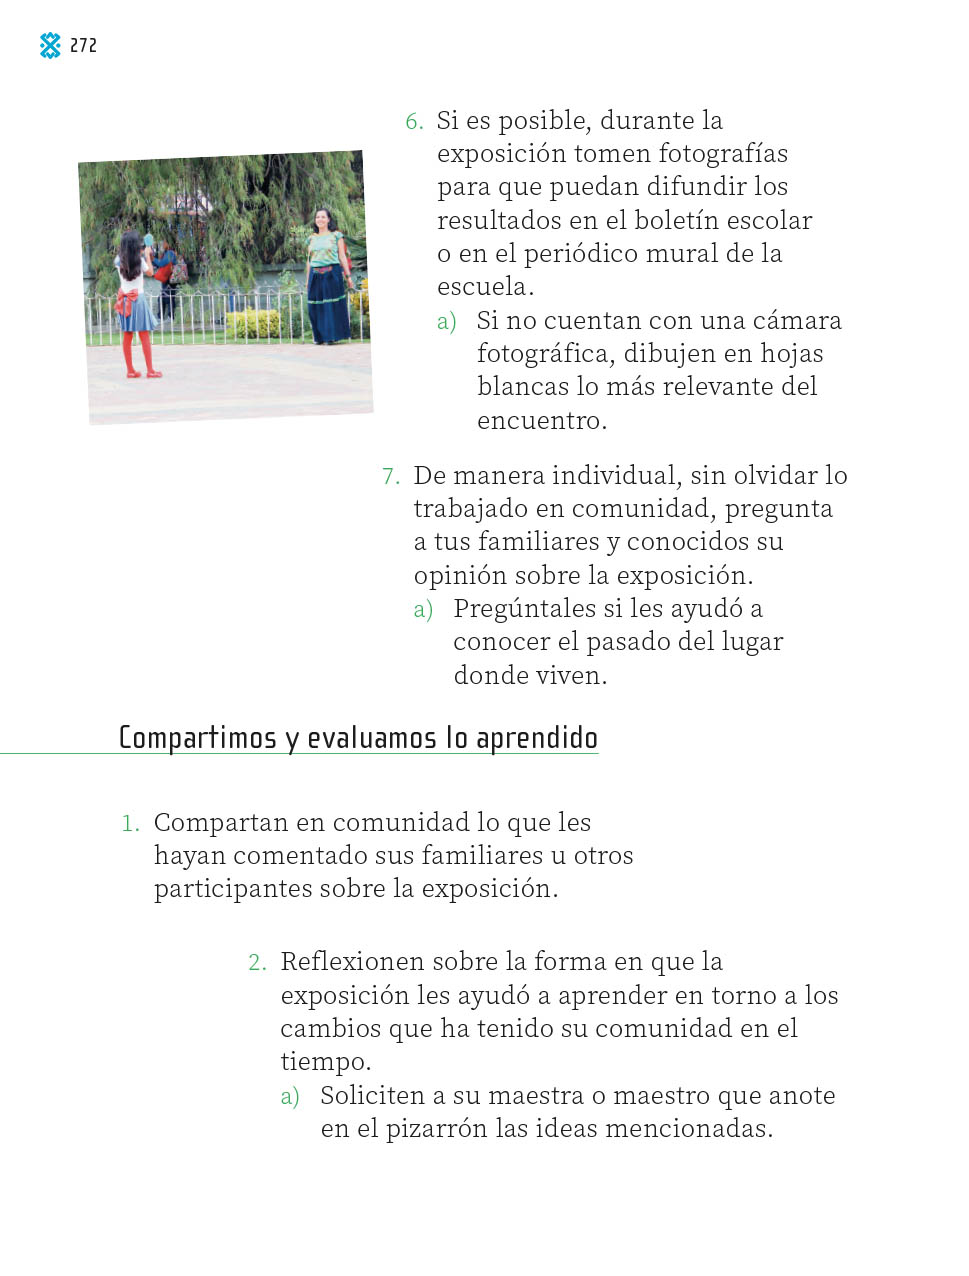 272
6. Si es posible, durante la
exposición tomen fotografías
para que puedan difundir los
resultados en el boletín escolar
o en el periódico mural de la
escuela.
a) Si no cuentan con una cámara
fotográfica, dibujen en hojas
blancas lo más relevante del
encuentro.
7. De manera individual, sin olvidar lo
trabajado en comunidad, pregunta
a tus familiares y conocidos su
opinión sobre la exposición.
a) Pregúntales si les ayudó a
conocer el pasado del lugar
donde viven.
Compartimos y evaluamos lo aprendido
1. Compartan en comunidad lo que les
hayan comentado sus familiares u otros
participantes sobre la exposición.
2. Reflexionen sobre la forma en que la
exposición les ayudó a aprender en torno a los
cambios que ha tenido su comunidad en el
tiempo.
a) Soliciten a su maestra o maestro que anote
en el pizarrón las ideas mencionadas.